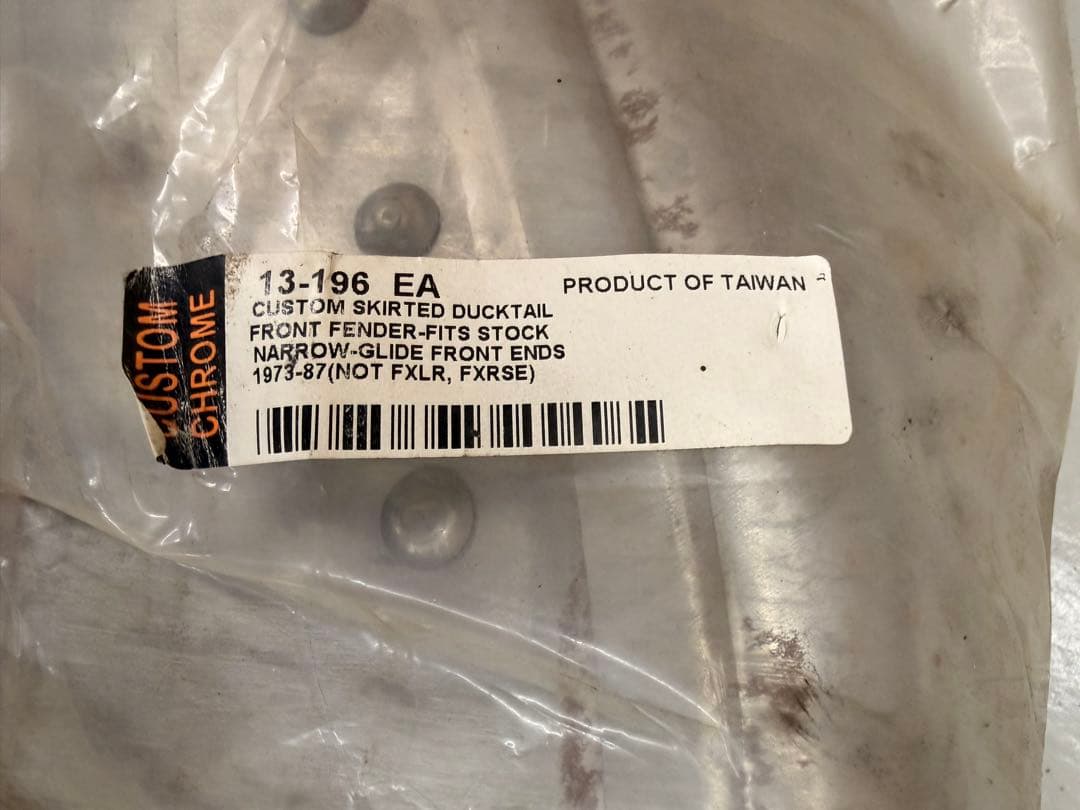 CUSTOM
CHROME
13-196 EA
PRODUCT OF TAIWAN
CUSTOM SKIRTED DUCKTAIL
FRONT FENDER-FITS STOCK
NARROW-GLIDE FRONT ENDS
1973-87(NOT FXLR, FXRSE)